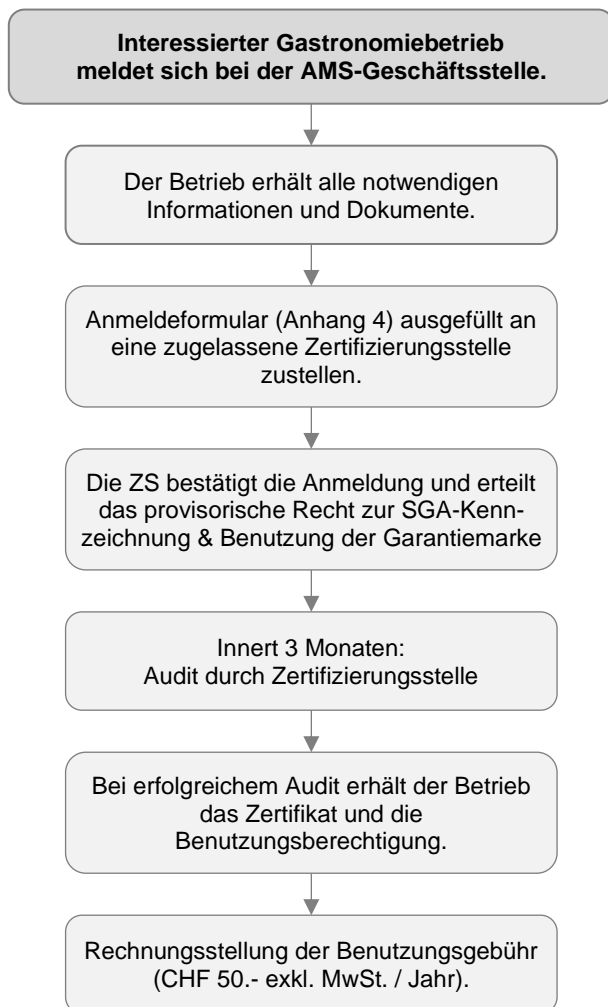 Interessierter Gastronomiebetrieb
meldet sich bei der AMS-Geschäftsstelle.
Der Betrieb erhält alle notwendigen
Informationen und Dokumente.
Anmeldeformular (Anhang 4) ausgefüllt an
eine zugelassene Zertifizierungsstelle
zustellen.
Die ZS bestätigt die Anmeldung und erteilt
das provisorische Recht zur SGA-Kenn-
zeichnung & Benutzung der Garantiemarke
Innert 3 Monaten:
Audit durch Zertifizierungsstelle
Bei erfolgreichem Audit erhält der Betrieb
das Zertifikat und die
Benutzungsberechtigung.
Rechnungsstellung der Benutzungsgebühr
(CHF 50.- exkl. MwSt. / Jahr).